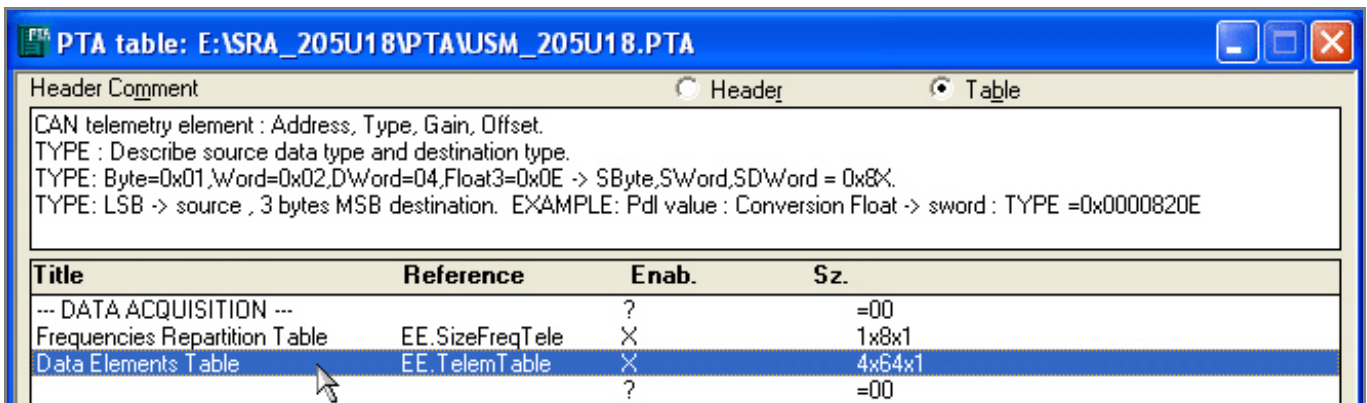 PTA table: E:\SRA_205U18\PTA\USM_205U18.PTA
Header Comment Header Table
CAN telemetry element : Address, Type, Gain, Offset.
TYPE : Describe source data type and destination type.
TYPE: Byte=0x01,Word=0x02,DWord=04,Float3=0x0E -> SByte,SWord,SDWord = 0x8X.
TYPE: LSB -> source , 3 bytes MSB destination. EXAMPLE: Pdl value : Conversion Float -> sword : TYPE =0x0000820E
Title Reference Enab. Sz.
--- DATA ACQUISITION --- ? =00
Frequencies Repartition Table EE.SizeFreqTele X 1x8x1
Data Elements Table EE.TelemTable X 4x64x1
? =00